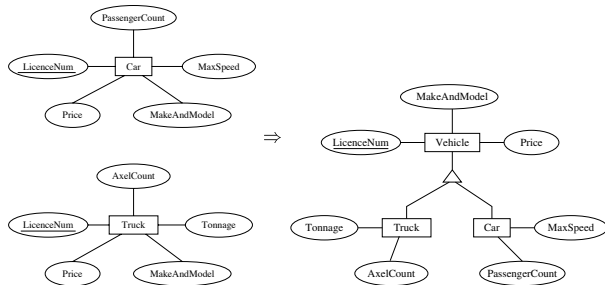 PassengerCount
LicenceNum
Car
MaxSpeed
Price
MakeAndModel
AxelCount
LicenceNum
Truck
Tonnage
Price
MakeAndModel
⇒
MakeAndModel
LicenceNum
Vehicle
Price
Tonnage
Truck
Car
MaxSpeed
AxelCount
PassengerCount